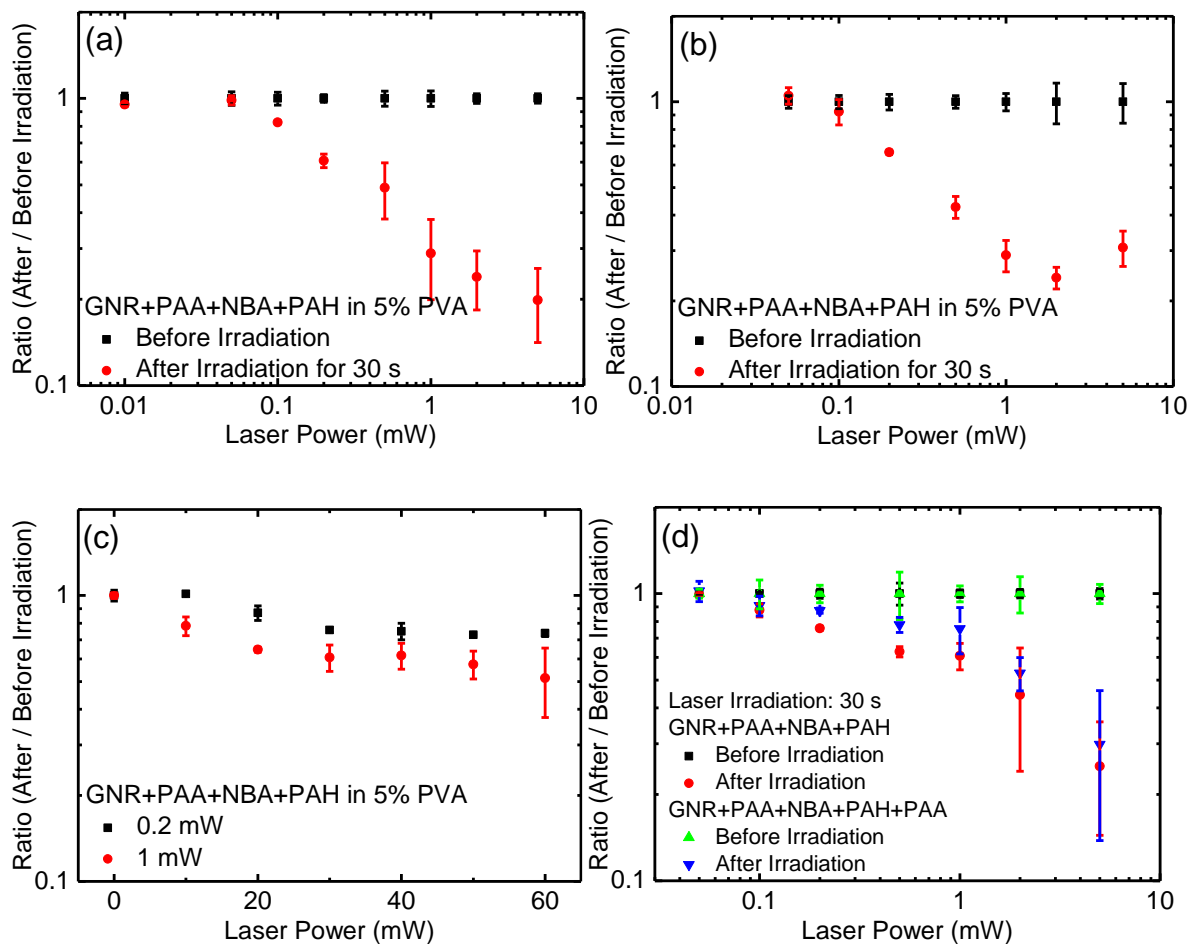 (a)
Ratio (After / Before Irradiation)
1
0.1
GNR+PAA+NBA+PAH in 5% PVA
Before Irradiation
After Irradiation for 30 s
0.01 0.1 1 10
Laser Power (mW)
(b)
Ratio (After / Before Irradiation)
1
0.1
GNR+PAA+NBA+PAH in 5% PVA
Before Irradiation
After Irradiation for 30 s
0.01 0.1 1 10
Laser Power (mW)
(c)
Ratio (After / Before Irradiation)
1
0.1
GNR+PAA+NBA+PAH in 5% PVA
0.2 mW
1 mW
0 20 40 60
Laser Power (mW)
(d)
Ratio (After / Before Irradiation)
1
0.1
Laser Irradiation: 30 s
GNR+PAA+NBA+PAH
Before Irradiation
After Irradiation
GNR+PAA+NBA+PAH+PAA
Before Irradiation
After Irradiation
0.1 1 10
Laser Power (mW)